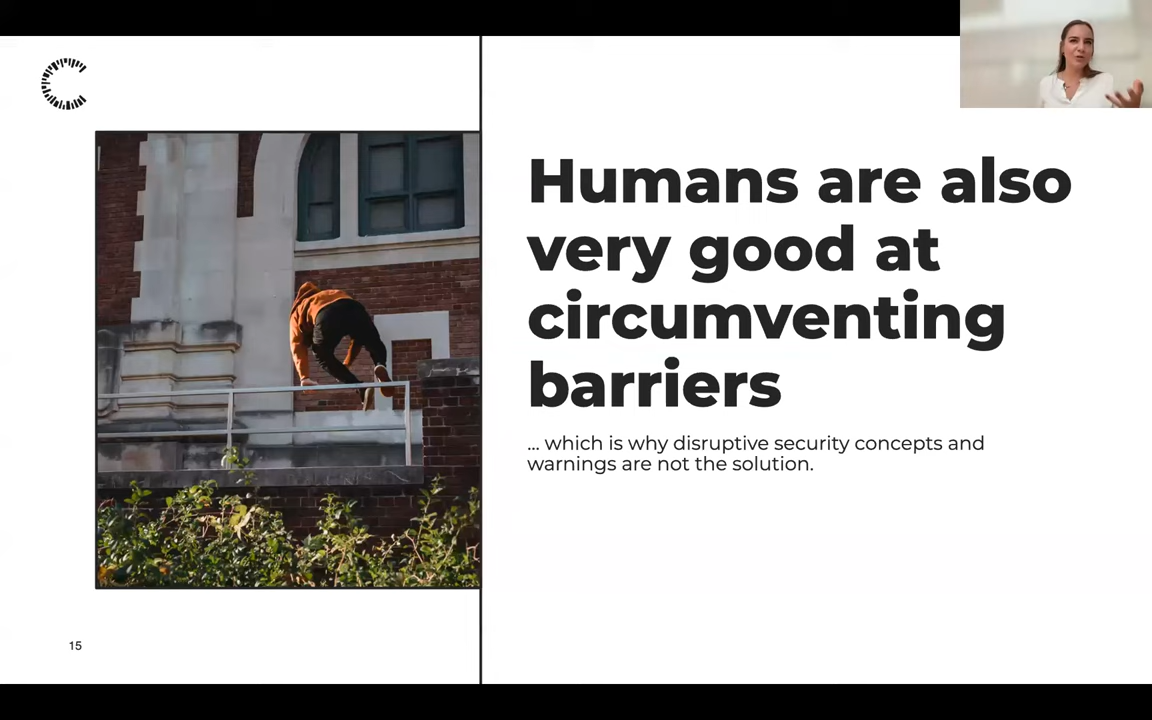 Humans are also
very good at
circumventing
barriers
... which is why disruptive security concepts and
warnings are not the solution.
15